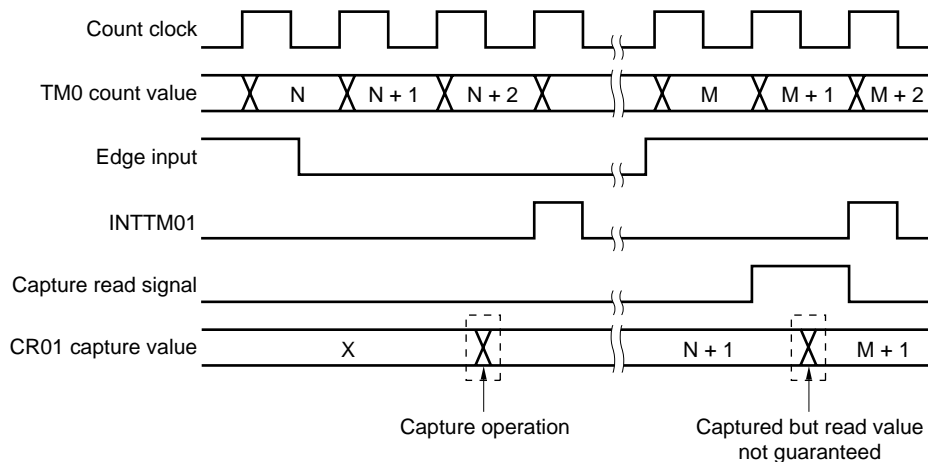 Count clock
TM0 count value
N
N + 1
N + 2
M
M + 1
M + 2
Edge input
INTTM01
Capture read signal
CR01 capture value
X
N + 1
M + 1
Capture operation
Captured but read value
not guaranteed